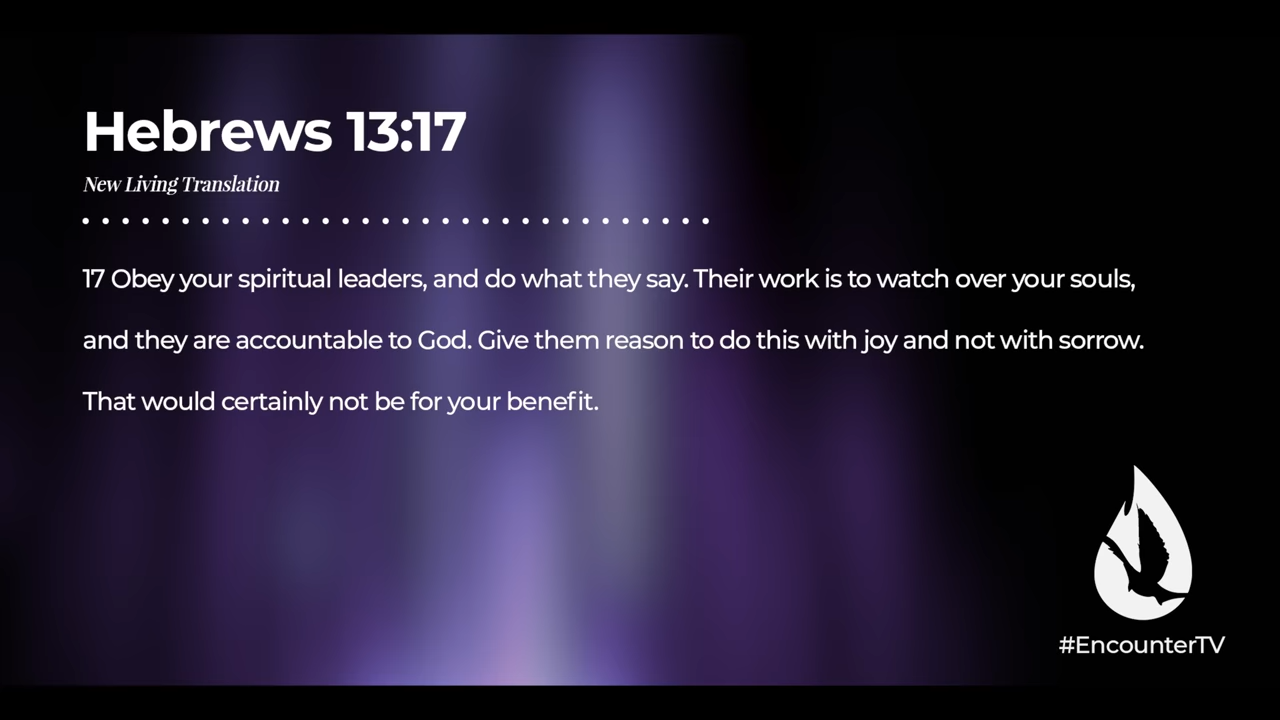 Hebrews 13:17
New Living Translation
17 Obey your spiritual leaders, and do what they say. Their work is to watch over your souls,
and they are accountable to God. Give them reason to do this with joy and not with sorrow.
That would certainly not be for your benefit.
#EncounterTV